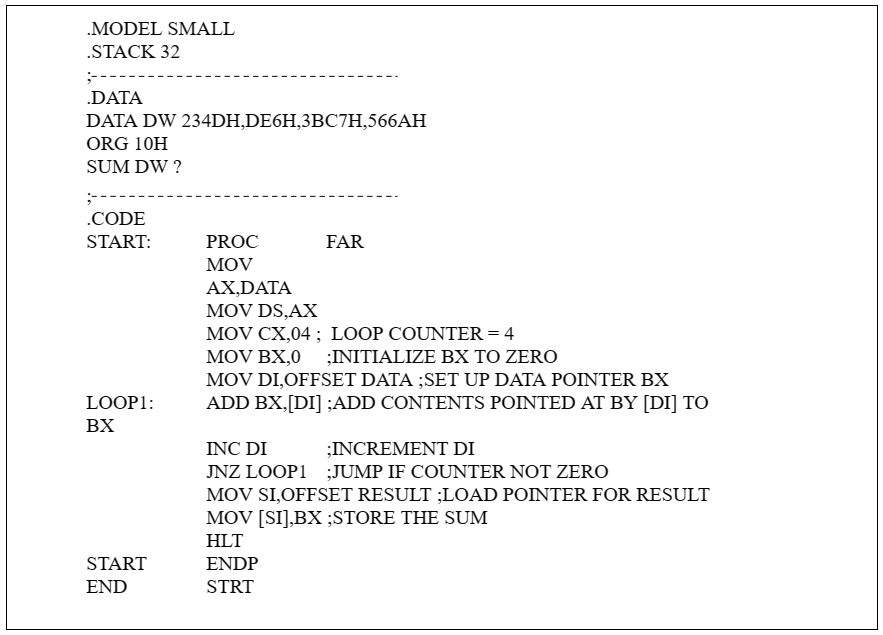 .MODEL SMALL
.STACK 32
;----------------------------------
.DATA
DATA DW 234DH,DE6H,3BC7H,566AH
ORG 10H
SUM DW ?
;----------------------------------
.CODE
START: PROC FAR
MOV
AX,DATA
MOV DS,AX
MOV CX,04 ; LOOP COUNTER = 4
MOV BX,0 ;INITIALIZE BX TO ZERO
MOV DI,OFFSET DATA ;SET UP DATA POINTER BX
LOOP1: ADD BX,[DI] ;ADD CONTENTS POINTED AT BY [DI] TO
BX
INC DI ;INCREMENT DI
JNZ LOOP1 ;JUMP IF COUNTER NOT ZERO
MOV SI,OFFSET RESULT ;LOAD POINTER FOR RESULT
MOV [SI],BX ;STORE THE SUM
HLT
START ENDP
END STRT